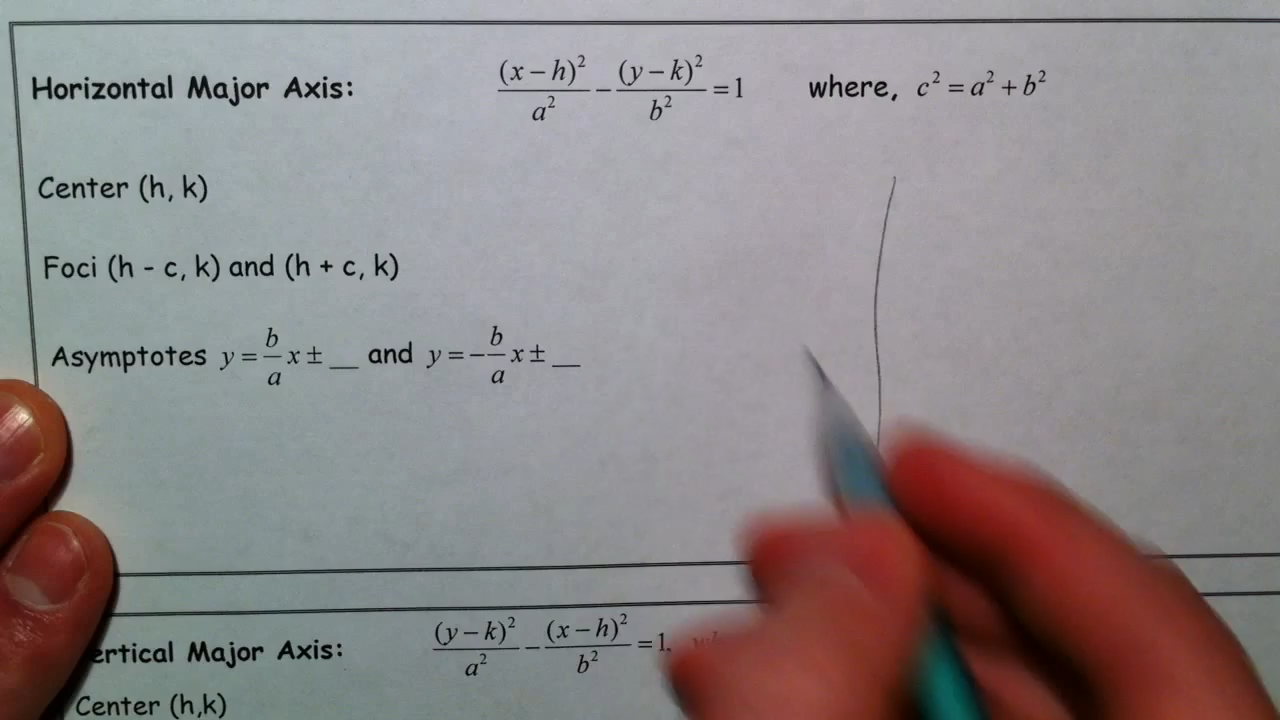 Horizontal Major Axis: (x – h)²/a² – (y – k)²/b² = 1 where, c² = a² + b²
Center (h, k)
Foci (h - c, k) and (h + c, k)
Asymptotes y = b/a x ± __ and y = – b/a x ± __
ertical Major Axis: (y – k)²/a² – (x – h)²/b² = 1,
Center (h,k)